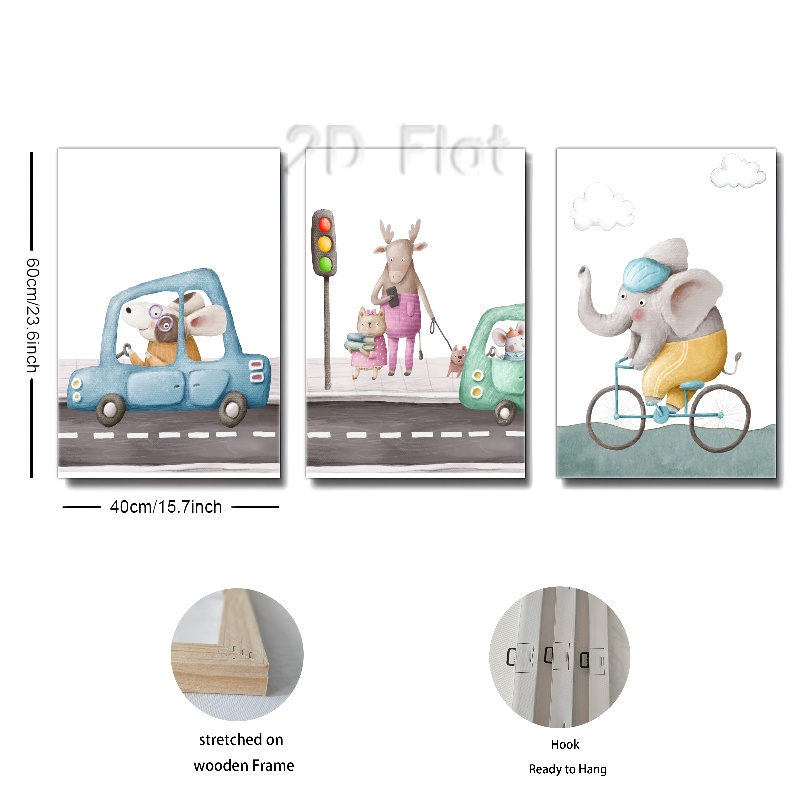 2D Flat
60cm/23.6inch
40cm/15.7inch
stretched on
wooden Frame
Hook
Ready to Hang